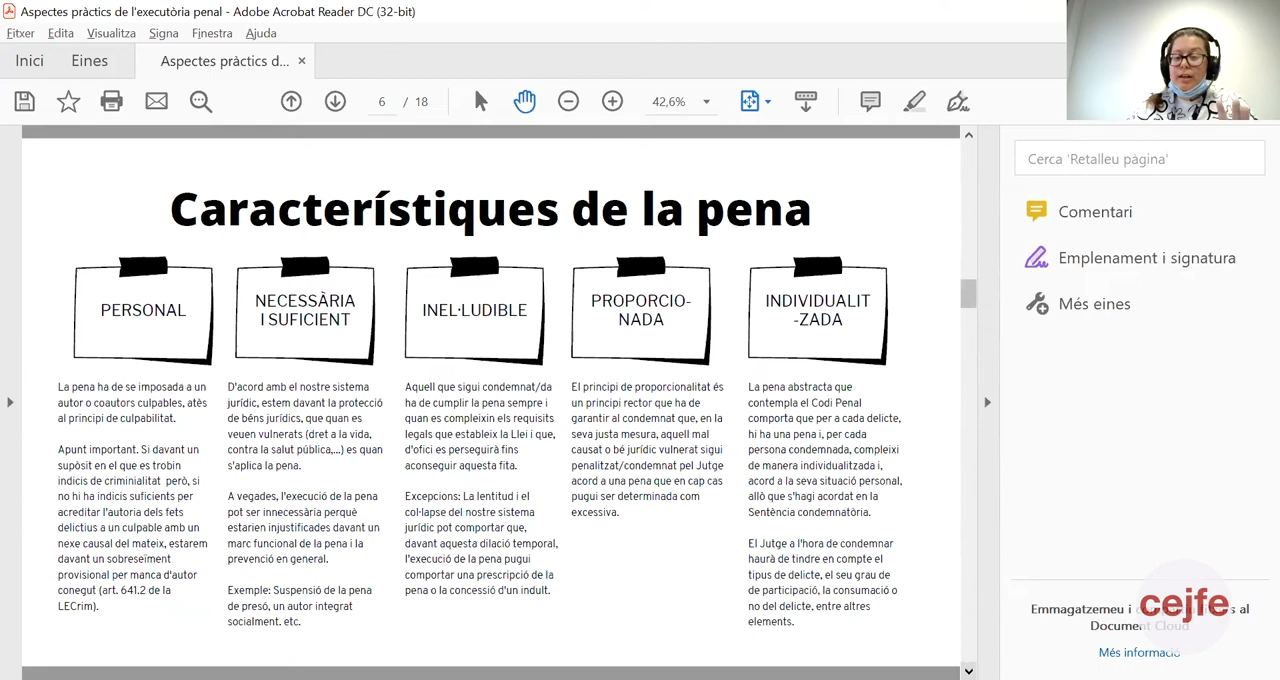 Aspectes pràctics de l'executòria penal - Adobe Acrobat Reader DC (32-bit)
Fitxer Edita Visualitza Signa Finestra Ajuda
Inici Eines Aspectes pràctics d... ×
6 / 18 42,6%
Cerca 'Retalleu pàgina'
Comentari
Emplenament i signatura
Més eines
Característiques de la pena
PERSONAL
La pena ha de se imposada a un
autor o coautors culpables, atès
al principi de culpabilitat.
Apunt important. Si davant un
supòsit en el que es trobin
indicis de criminialitat però, si
no hi ha indicis suficients per
acreditar l'autoria dels fets
delictius a un culpable amb un
nexe causal del mateix, estarem
davant un sobreseïment
provisional per manca d'autor
conegut (art. 641.2 de la
LECrim).
NECESSÀRIA
I SUFICIENT
D'acord amb el nostre sistema
jurídic, estem davant la protecció
de béns jurídics, que quan es
veuen vulnerats (dret a la vida,
contra la salut pública,...) es quan
s'aplica la pena.
A vegades, l'execució de la pena
pot ser innecessària perquè
estarien injustificades davant un
marc funcional de la pena i la
prevenció en general.
Exemple: Suspensió de la pena
de presó, un autor integrat
socialment. etc.
INEL·LUDIBLE
Aquell que sigui condemnat/da
ha de cumplir la pena sempre i
quan es compleixin els requisits
legals que estableix la Llei i que,
d'ofici es perseguirà fins
aconseguir aquesta fita.
Excepcions: La lentitud i el
col·lapse del nostre sistema
jurídic pot comportar que,
davant aquesta dilació temporal,
l'execució de la pena pugui
comportar una prescripció de la
pena o la concessió d'un indult.
PROPORCIO-
NADA
El principi de proporcionalitat és
un principi rector que ha de
garantir al condemnat que, en la
seva justa mesura, aquell mal
causat o bé jurídic vulnerat sigui
penalitzat/condemnat pel Jutge
acord a una pena que en cap cas
pugui ser determinada com
excessiva.
INDIVIDUALIT
-ZADA
La pena abstracta que
contempla el Codi Penal
comporta que per a cada delicte,
hi ha una pena i, per cada
persona condemnada, compleixi
de manera individualitzada i,
acord a la seva situació personal,
allò que s'hagi acordat en la
Sentència condemnatòria.
El Jutge a l'hora de condemnar
haurà de tindre en compte el
tipus de delicte, el seu grau de
de participació, la consumació o
no del delicte, entre altres
elements.
cejfe
Emmagatzemeu i al
Document Cloud
Més informació